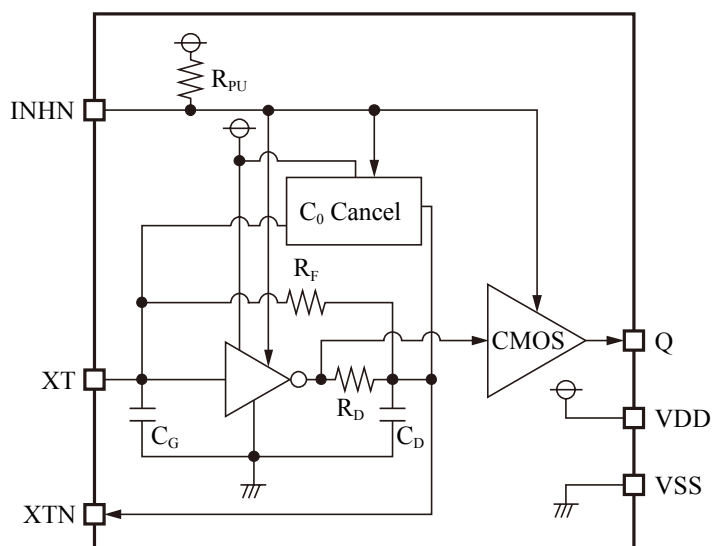 INHN
R_PU
C_0 Cancel
R_F
CMOS
Q
XT
R_D
C_G
C_D
VDD
VSS
XTN